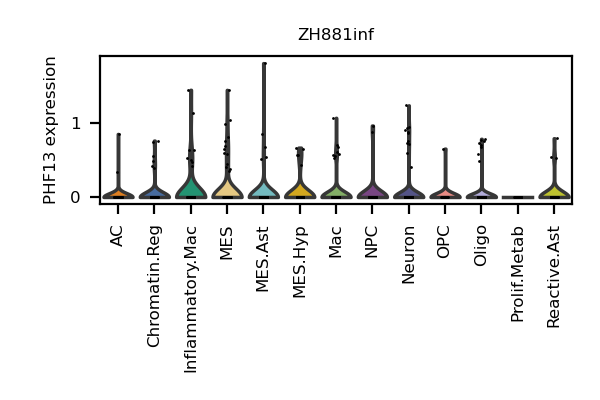 ZH881inf
PHF13 expression
1
0
AC
Chromatin.Reg
Inflammatory.Mac
MES
MES.Ast
MES.Hyp
Mac
NPC
Neuron
OPC
Oligo
Prolif.Metab
Reactive.Ast